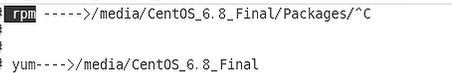 # rpm ----->/media/CentOS_6.8_Final/Packages/^C
#
#
# yum---->/media/CentOS_6.8_Final